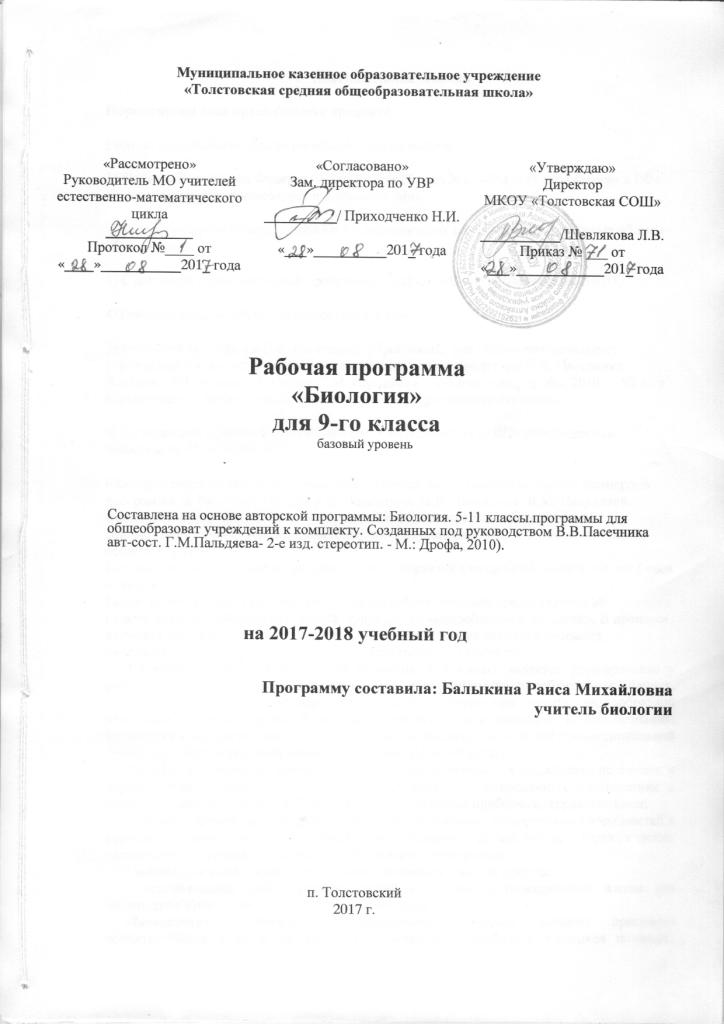 Муниципальное казенное образовательное учреждение
«Толстовская средняя общеобразовательная школа»
«Рассмотрено»
Руководитель МО учителей
естественно-математического
цикла
Протокол № 1 от
«28» 08 2017 года
«Согласовано»
Зам. директора по УВР
/ Приходченко Н.И.
«28» 08 2017 года
«Утверждаю»
Директор
МКОУ «Толстовская СОШ»
/Шевлякова Л.В.
Приказ № 71 от
«28» 08 2017 года
Рабочая программа
«Биология»
для 9-го класса
базовый уровень
Составлена на основе авторской программы: Биология. 5-11 классы.программы для
общеобразоват учреждений к комплекту. Созданных под руководством В.В.Пасечника
авт-сост. Г.М.Пальдяева- 2-е изд. стереотип. - М.: Дрофа, 2010).
на 2017-2018 учебный год
Программу составила: Балыкина Раиса Михайловна
учитель биологии
п. Толстовский
2017 г.